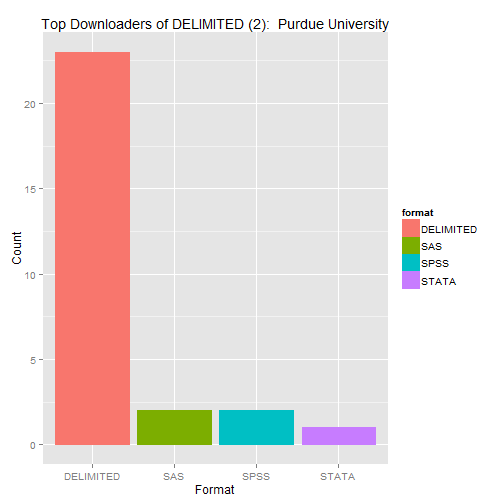 Top Downloaders of DELIMITED (2):  Purdue University
Count
20
15
10
5
0
DELIMITED
SAS
SPSS
STATA
Format
format
DELIMITED
SAS
SPSS
STATA